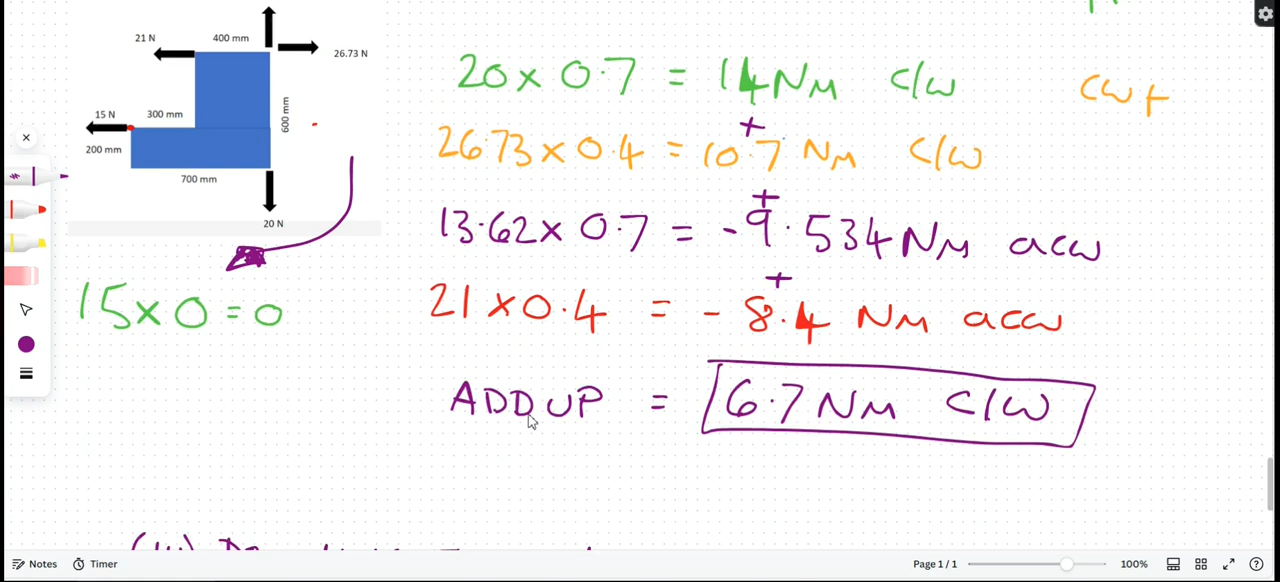 21 N
400 mm
26.73 N
15 N
300 mm
600 mm
200 mm
700 mm
20 N
15 × 0 = 0
20 × 0.7 = 14 NM c/w
cw +
+
26.73 × 0.4 = 10.7 NM c/w
+
13.62 × 0.7 = -9.534 NM acw
+
21 × 0.4 = -8.4 NM acw
ADD UP = 6.7 NM c/w
Notes
Timer
Page 1 / 1
100%